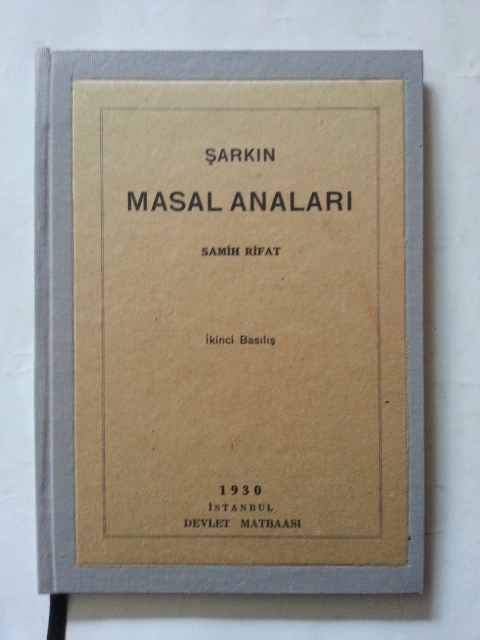 ŞARKIN
MASAL ANALARI
SAMİH RİFAT
İkinci Basılış
1930
İSTANBUL
DEVLET MATBAASI